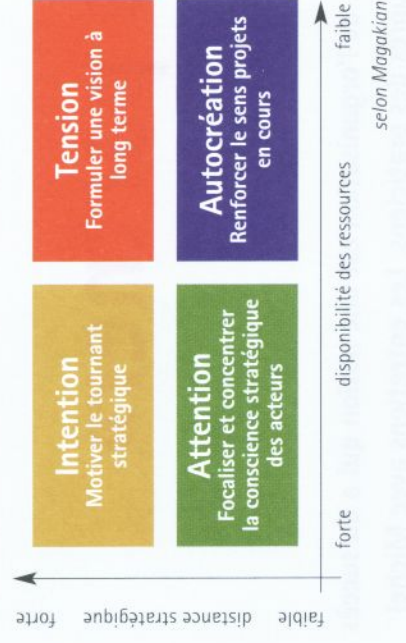 Intention
Motiver le tournant
stratégique
Tension
Formuler une vision à
long terme
Attention
Focaliser et concentrer
la conscience stratégique
des acteurs
Autocréation
Renforcer le sens projets
en cours
faible distance stratégique forte
forte disponibilité des ressources faible
selon Magakian